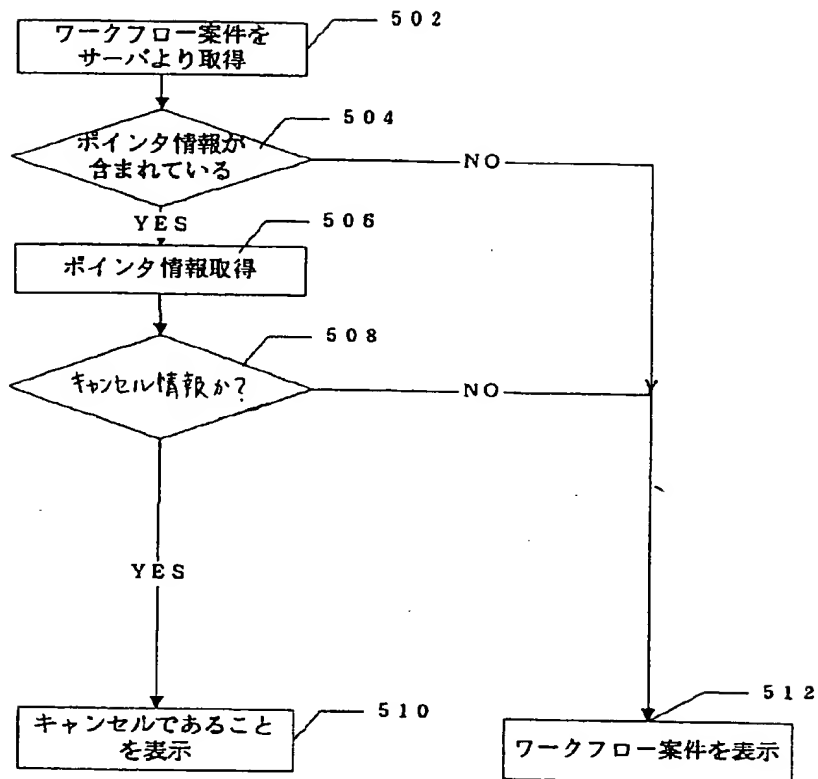 ワークフロー案件を
サーバより取得
502
ポインタ情報が
含まれている
504
NO
YES
506
ポインタ情報取得
508
キャンセル情報か?
NO
YES
キャンセルであること
を表示
510
512
ワークフロー案件を表示